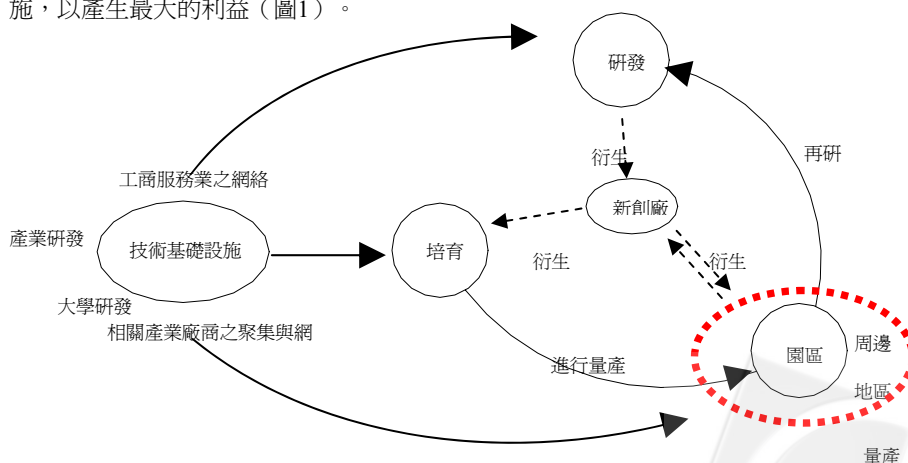 施，以產生最大的利益（圖1）。
研發
再研
衍生
工商服務業之網絡
新創廠
產業研發
技術基礎設施
培育
衍生
衍生
大學研發
相關產業廠商之聚集與網
園區
周邊
進行量產
地區
量產